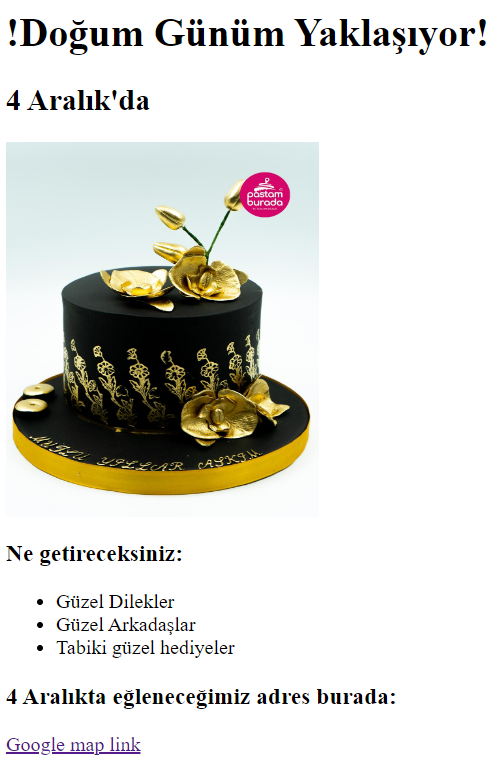 !Doğum Günüm Yaklaşıyor!
4 Aralık'da
pastam
burada
MUTLU YILLAR AŞKIM
Ne getireceksiniz:
Güzel Dilekler
Güzel Arkadaşlar
Tabiki güzel hediyeler
4 Aralıkta eğleneceğimiz adres burada:
Google map link